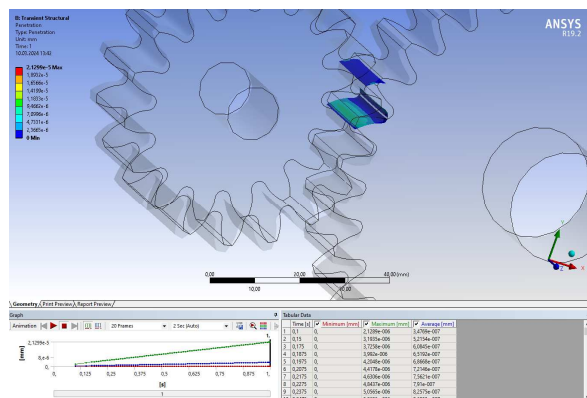 B: Transient Structural
Penetration
Type: Penetration
Unit: mm
Time: 1
10.03.2024 13:42
ANSYS
R19.2
2,1299e-5 Max
1,8932e-5
1,6566e-5
1,4199e-5
1,1833e-5
9,4662e-6
7,0996e-6
4,7331e-6
2,3665e-6
0 Min
Y
X
Z
0,00
20,00
40,00 (mm)
10,00
30,00
Geometry / Print Preview / Report Preview /
Graph
Animation
20 Frames
2 Sec (Auto)
1,
2,1299e-5
8,e-6
0,
[mm]
0, 0,125 0,25 0,375 0,5 0,625 0,75 0,875 1,
[s]
1
Tabular Data
Time [s] Minimum [mm] Maximum [mm] Average [mm]
1 0,1 0, 2,1289e-006 3,4769e-007
2 0,15 0, 3,1935e-006 5,2154e-007
3 0,175 0, 3,7258e-006 6,0845e-007
4 0,1875 0, 3,992e-006 6,5192e-007
5 0,1975 0, 4,2048e-006 6,8668e-007
6 0,2075 0, 4,4178e-006 7,2146e-007
7 0,2175 0, 4,6306e-006 7,5621e-007
8 0,2275 0, 4,8437e-006 7,91e-007
9 0,2375 0, 5,0565e-006 8,2575e-007